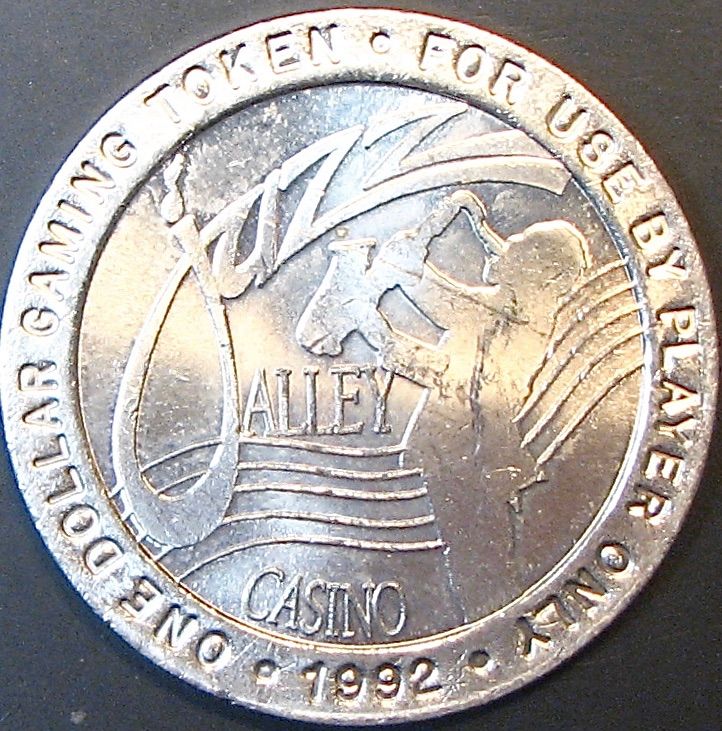 ONE DOLLAR GAMING TOKEN • FOR USE BY PLAYER ONLY • 1992 •
Jazz
ALLEY
CASINO